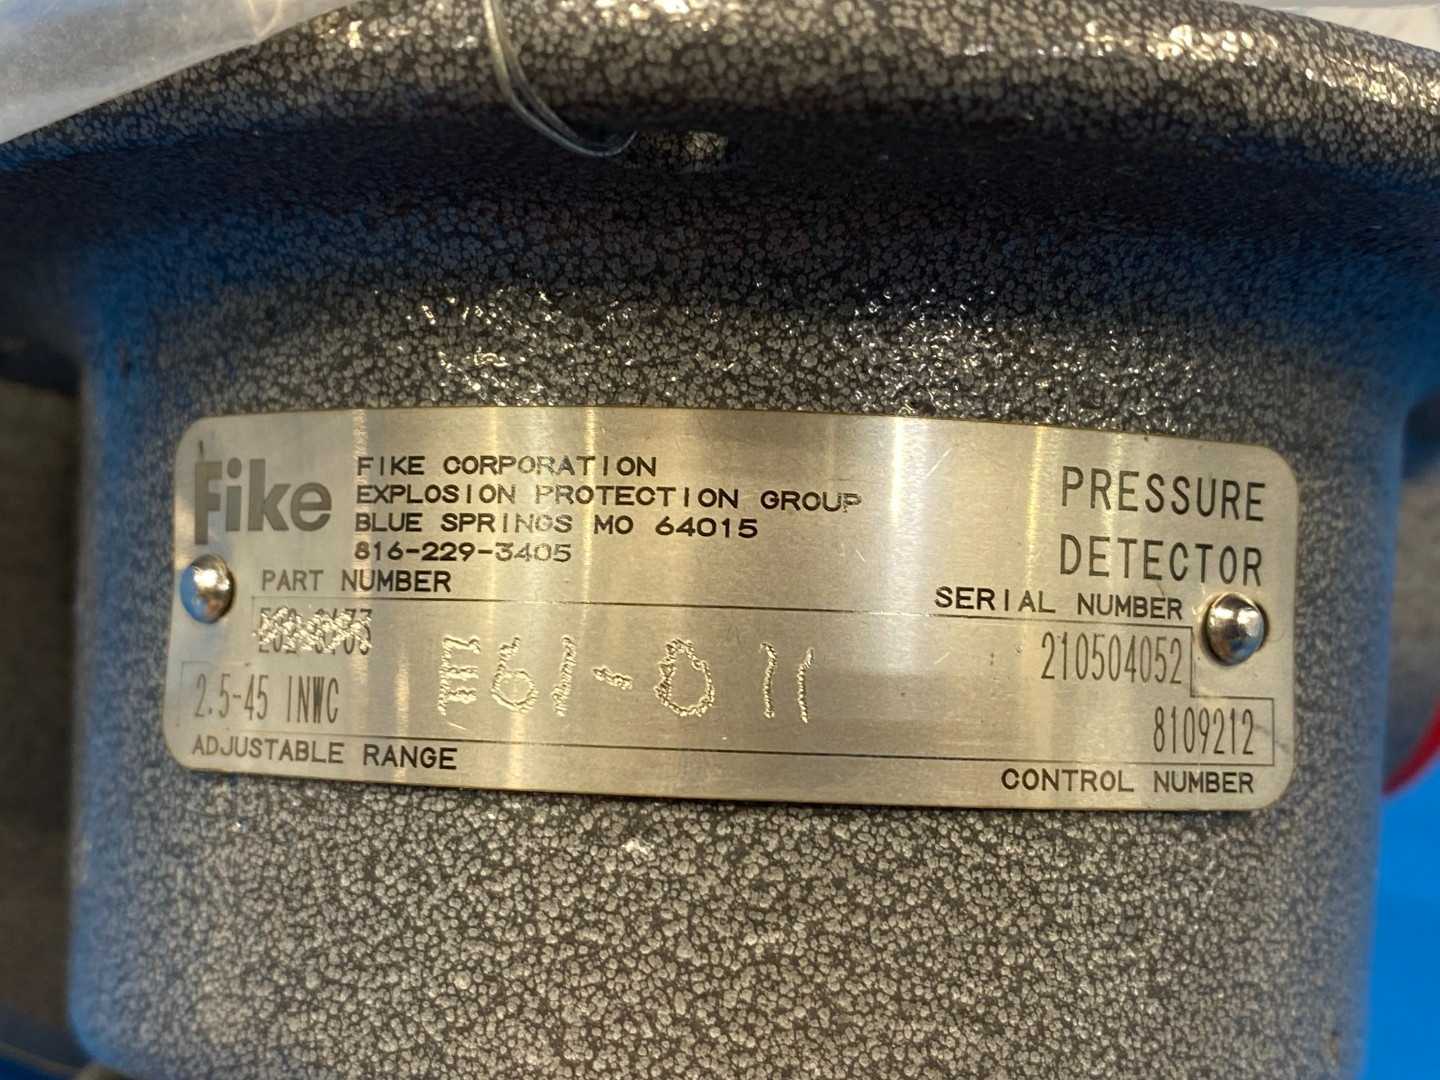 Fike
FIKE CORPORATION
EXPLOSION PROTECTION GROUP
BLUE SPRINGS MO 64015
816-229-3405
PRESSURE
DETECTOR
PART NUMBER
E61-011
SERIAL NUMBER
210504052
2.5-45 INWC
ADJUSTABLE RANGE
8109212
CONTROL NUMBER